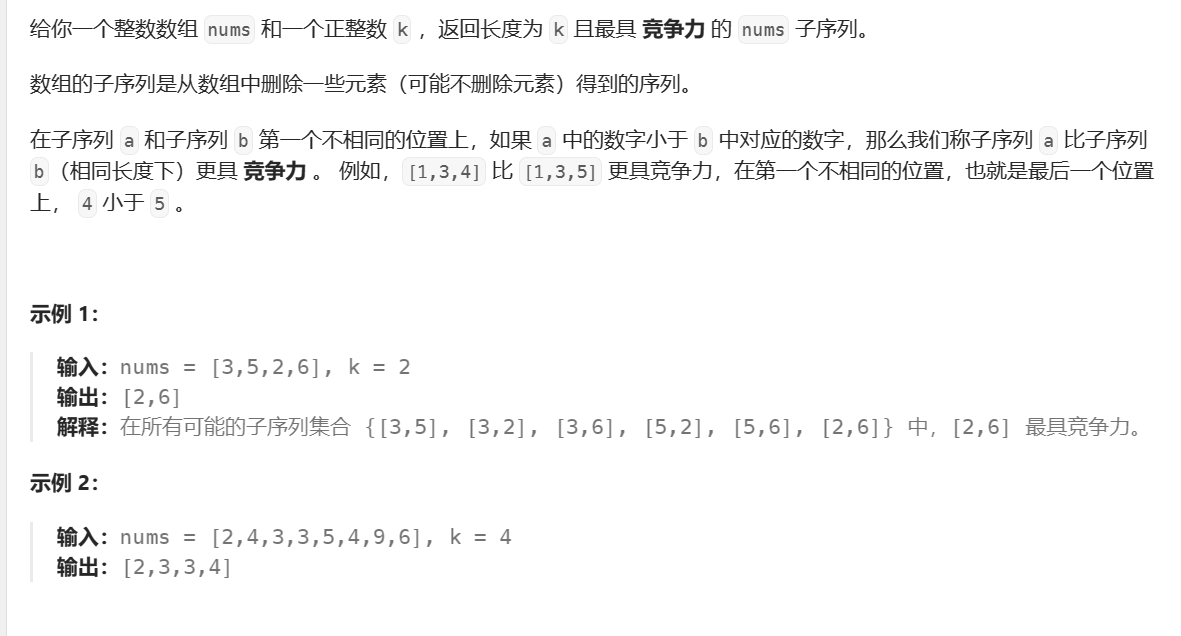 给你一个整数数组 nums 和一个正整数 k ，返回长度为 k 且最具 竞争力 的 nums 子序列。
数组的子序列是从数组中删除一些元素（可能不删除元素）得到的序列。
在子序列 a 和子序列 b 第一个不相同的位置上，如果 a 中的数字小于 b 中对应的数字，那么我们称子序列 a 比子序列
b（相同长度下）更具 竞争力 。 例如， [1,3,4] 比 [1,3,5] 更具竞争力，在第一个不相同的位置，也就是最后一个位置
上， 4 小于 5 。
示例 1：
输入：nums = [3,5,2,6], k = 2
输出：[2,6]
解释：在所有可能的子序列集合 {[3,5], [3,2], [3,6], [5,2], [5,6], [2,6]} 中，[2,6] 最具竞争力。
示例 2：
输入：nums = [2,4,3,3,5,4,9,6], k = 4
输出：[2,3,3,4]